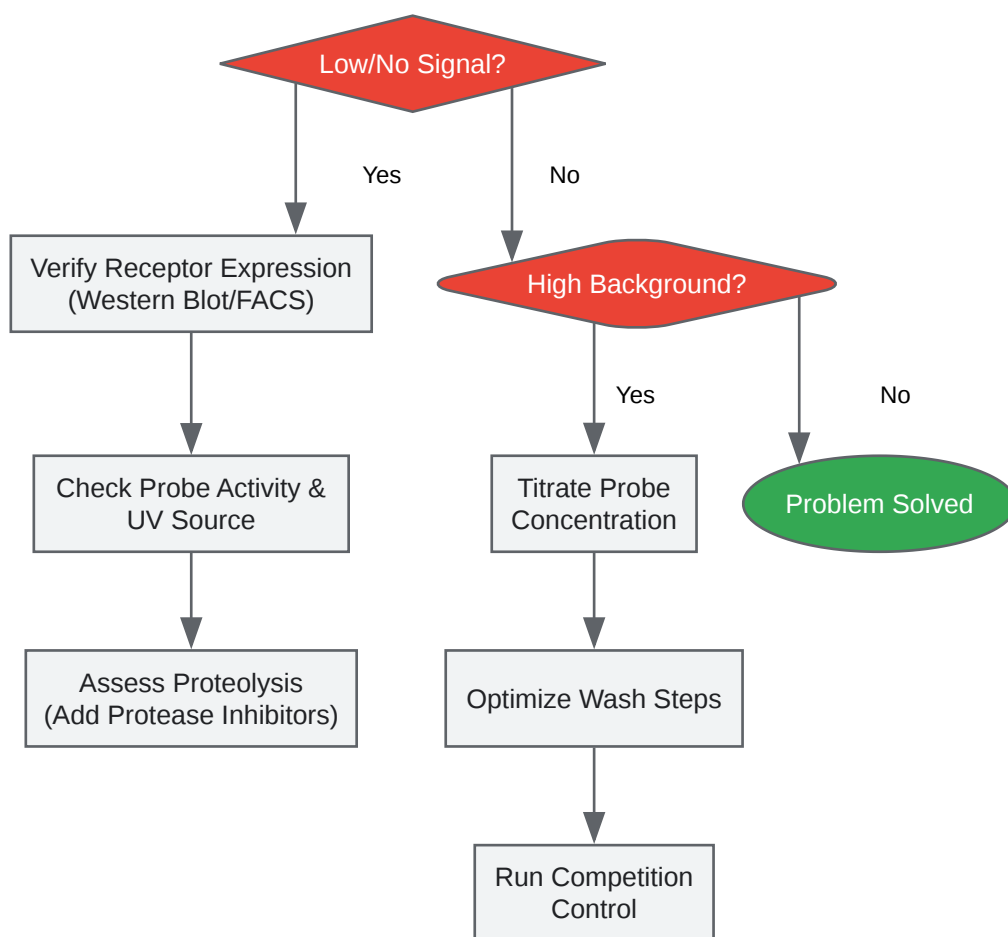 Low/No Signal?
Yes
No
Verify Receptor Expression
(Western Blot/FACS)
High Background?
Yes
No
Check Probe Activity &
UV Source
Titrate Probe
Concentration
Problem Solved
Assess Proteolysis
(Add Protease Inhibitors)
Optimize Wash Steps
Run Competition
Control